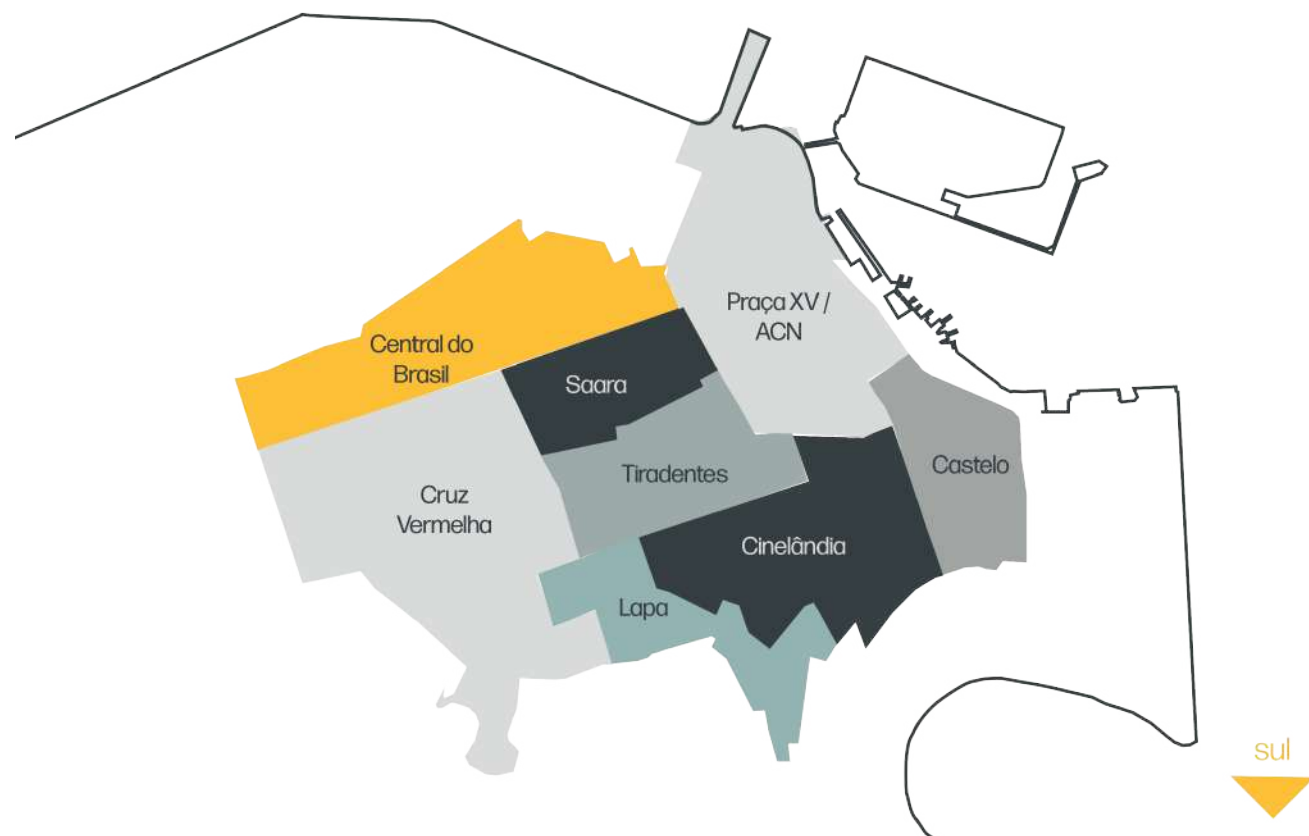 Praça XV /
ACN
Central do
Brasil
Saara
Castelo
Tiradentes
Cruz
Vermelha
Cinelândia
Lapa
sul